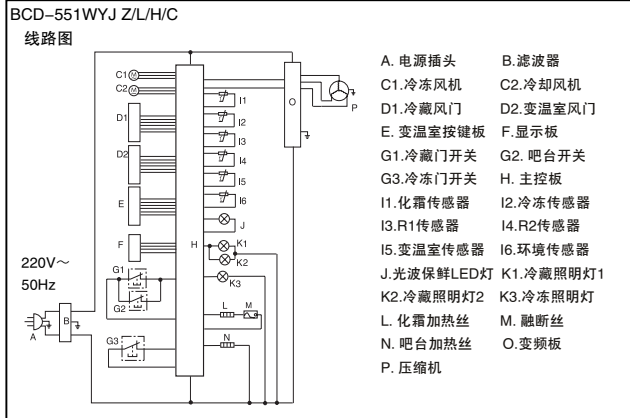 BCD-551WYJ Z/L/H/C
线路图
C1
C2
D1
D2
E
F
G1
G2
G3
220V～
50Hz
A
B
H
I1
I2
I3
I4
I5
I6
J
K1
K2
K3
L
M
N
O
P
M
M
A. 电源插头 B.滤波器
C1.冷冻风机 C2.冷却风机
D1.冷藏风门 D2.变温室风门
E. 变温室按键板 F.显示板
G1.冷藏门开关 G2. 吧台开关
G3.冷冻门开关 H. 主控板
I1.化霜传感器 I2.冷冻传感器
I3.R1传感器 I4.R2传感器
I5.变温室传感器 I6.环境传感器
J.光波保鲜LED灯 K1.冷藏照明灯1
K2.冷藏照明灯2 K3.冷冻照明灯
L. 化霜加热丝 M. 融断丝
N. 吧台加热丝 O.变频板
P. 压缩机